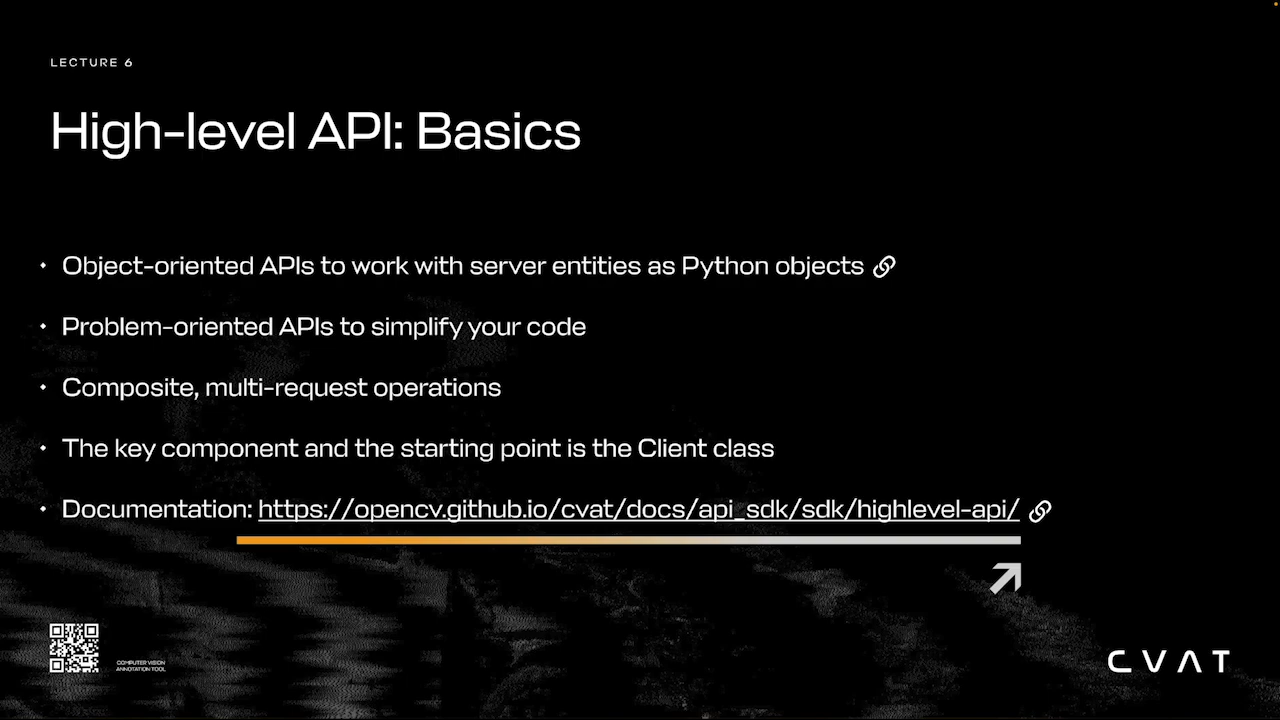 LECTURE 6
High-level API: Basics
Object-oriented APIs to work with server entities as Python objects
Problem-oriented APIs to simplify your code
Composite, multi-request operations
The key component and the starting point is the Client class
Documentation: https://opencv.github.io/cvat/docs/api_sdk/sdk/highlevel-api/
COMPUTER VISION
ANNOTATION TOOL
CVAT